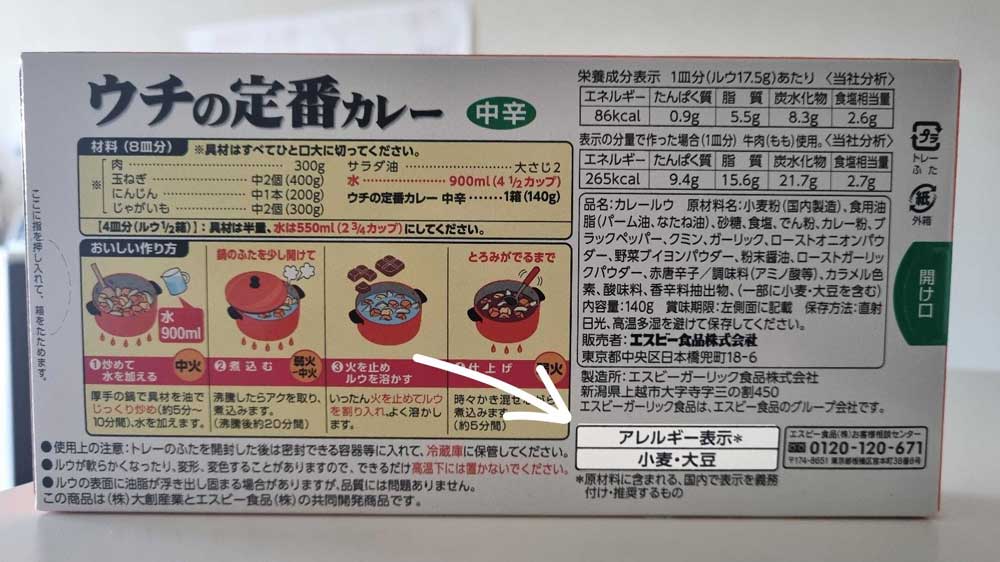 ウチの定番カレー 中辛
材料(8皿分) ※具材はすべてひと口大に切ってください。
※
肉 300g
玉ねぎ 中2個(400g)
にんじん 中1本(200g)
じゃがいも 中2個(300g)
サラダ油 大さじ2
水 900ml(4 1/2カップ)
ウチの定番カレー 中辛 1箱(140g)
【4皿分(ルウ1/2箱)】:具材は半量、水は550ml(2 3/4カップ)にしてください。
おいしい作り方
水900ml
①炒めて
水を加える
中火
厚手の鍋で具材を油で
じっくり炒め(約5分~
10分間)、水を加えます。
鍋のふたを少し開けて
②煮込む
弱火
~中火
沸騰したらアクを取り、
煮込みます。
(沸騰後約20分間)
③火を止め
ルウを溶かす
いったん火を止めてルウ
を割り入れ、よく溶かし
ます。
とろみがでるまで
仕上げ
時々かき混ぜ
煮込みます
(約5分間)
●使用上の注意:トレーのふたを開封した後は密封できる容器等に入れて、冷蔵庫に保管してください。
●ルウが軟らかくなったり、変形、変色することがありますので、できるだけ高温下には置かないでください。
●ルウの表面に油脂が浮き出し固まる場合がありますが、品質には問題ありません。
この商品は(株)大創産業とエスビー食品(株)の共同開発商品です。
ここに指を押し入れて、箱をたためます。
栄養成分表示 1皿分(ルウ17.5g)あたり 〈当社分析〉
エネルギー たんぱく質 脂質 炭水化物 食塩相当量
86kcal 0.9g 5.5g 8.3g 2.6g
表示の分量で作った場合(1皿分) 牛肉(もも)使用。〈当社分析〉
エネルギー たんぱく質 脂質 炭水化物 食塩相当量
265kcal 9.4g 15.6g 21.7g 2.7g
品名:カレールウ 原材料名:小麦粉(国内製造)、食用油
脂(パーム油、なたね油)、砂糖、食塩、でん粉、カレー粉、ブ
ラックペッパー、クミン、ガーリック、ローストオニオンパウ
ダー、野菜ブイヨンパウダー、粉末醤油、ローストガーリッ
クパウダー、赤唐辛子/調味料(アミノ酸等)、カラメル色
素、酸味料、香辛料抽出物、(一部に小麦・大豆を含む)
内容量:140g 賞味期限:左側面に記載 保存方法:直射
日光、高温多湿を避けて保存してください。
販売者:エスビー食品株式会社
東京都中央区日本橋兜町18-6
製造所:エスビーガーリック食品株式会社
新潟県上越市大字寺字三の割450
エスビーガーリック食品は、エスビー食品のグループ会社です。
アレルギー表示*
小麦・大豆
*原材料に含まれる、国内で表示を義務
付け・推奨するもの
エスビー食品(株)お客様相談センター
0120-120-671
〒174-8651 東京都板橋区宮本町38番8号
プラ
トレー
ふた
紙
外箱
開け口